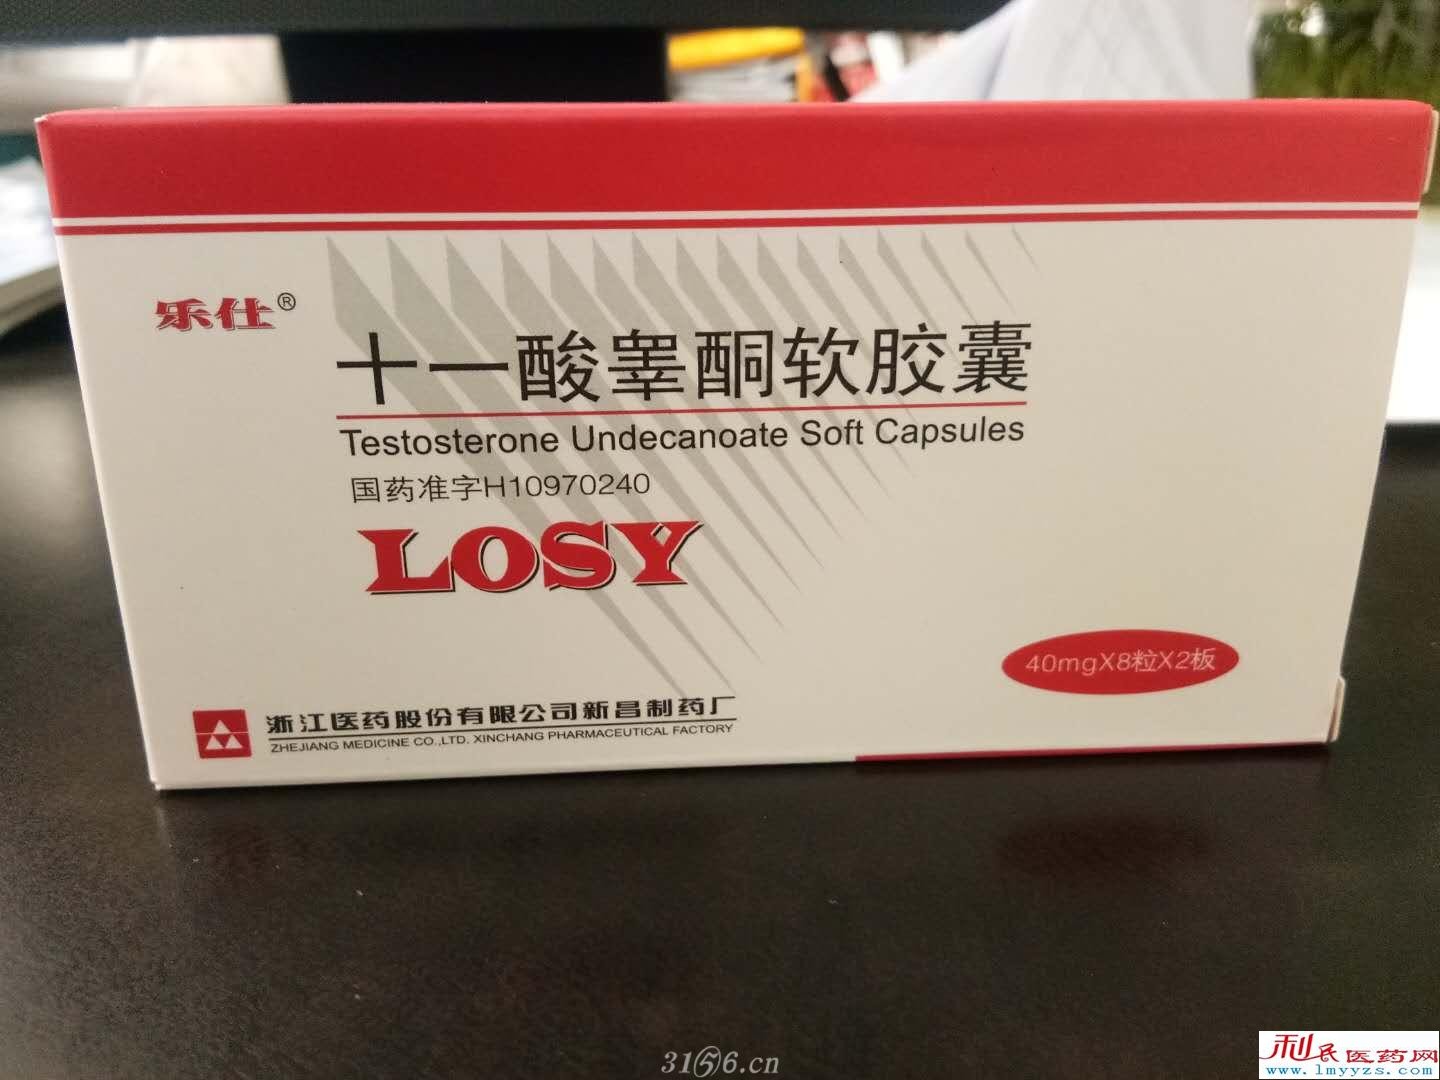 乐仕®
十一酸睾酮软胶囊
Testosterone Undecanoate Soft Capsules
国药准字H10970240
LOSY
40mgX8粒X2板
浙江医药股份有限公司新昌制药厂
ZHEJIANG MEDICINE CO.,LTD. XINCHANG PHARMACEUTICAL FACTORY
3156.cn
利民医药网
www.lmyyzs.com